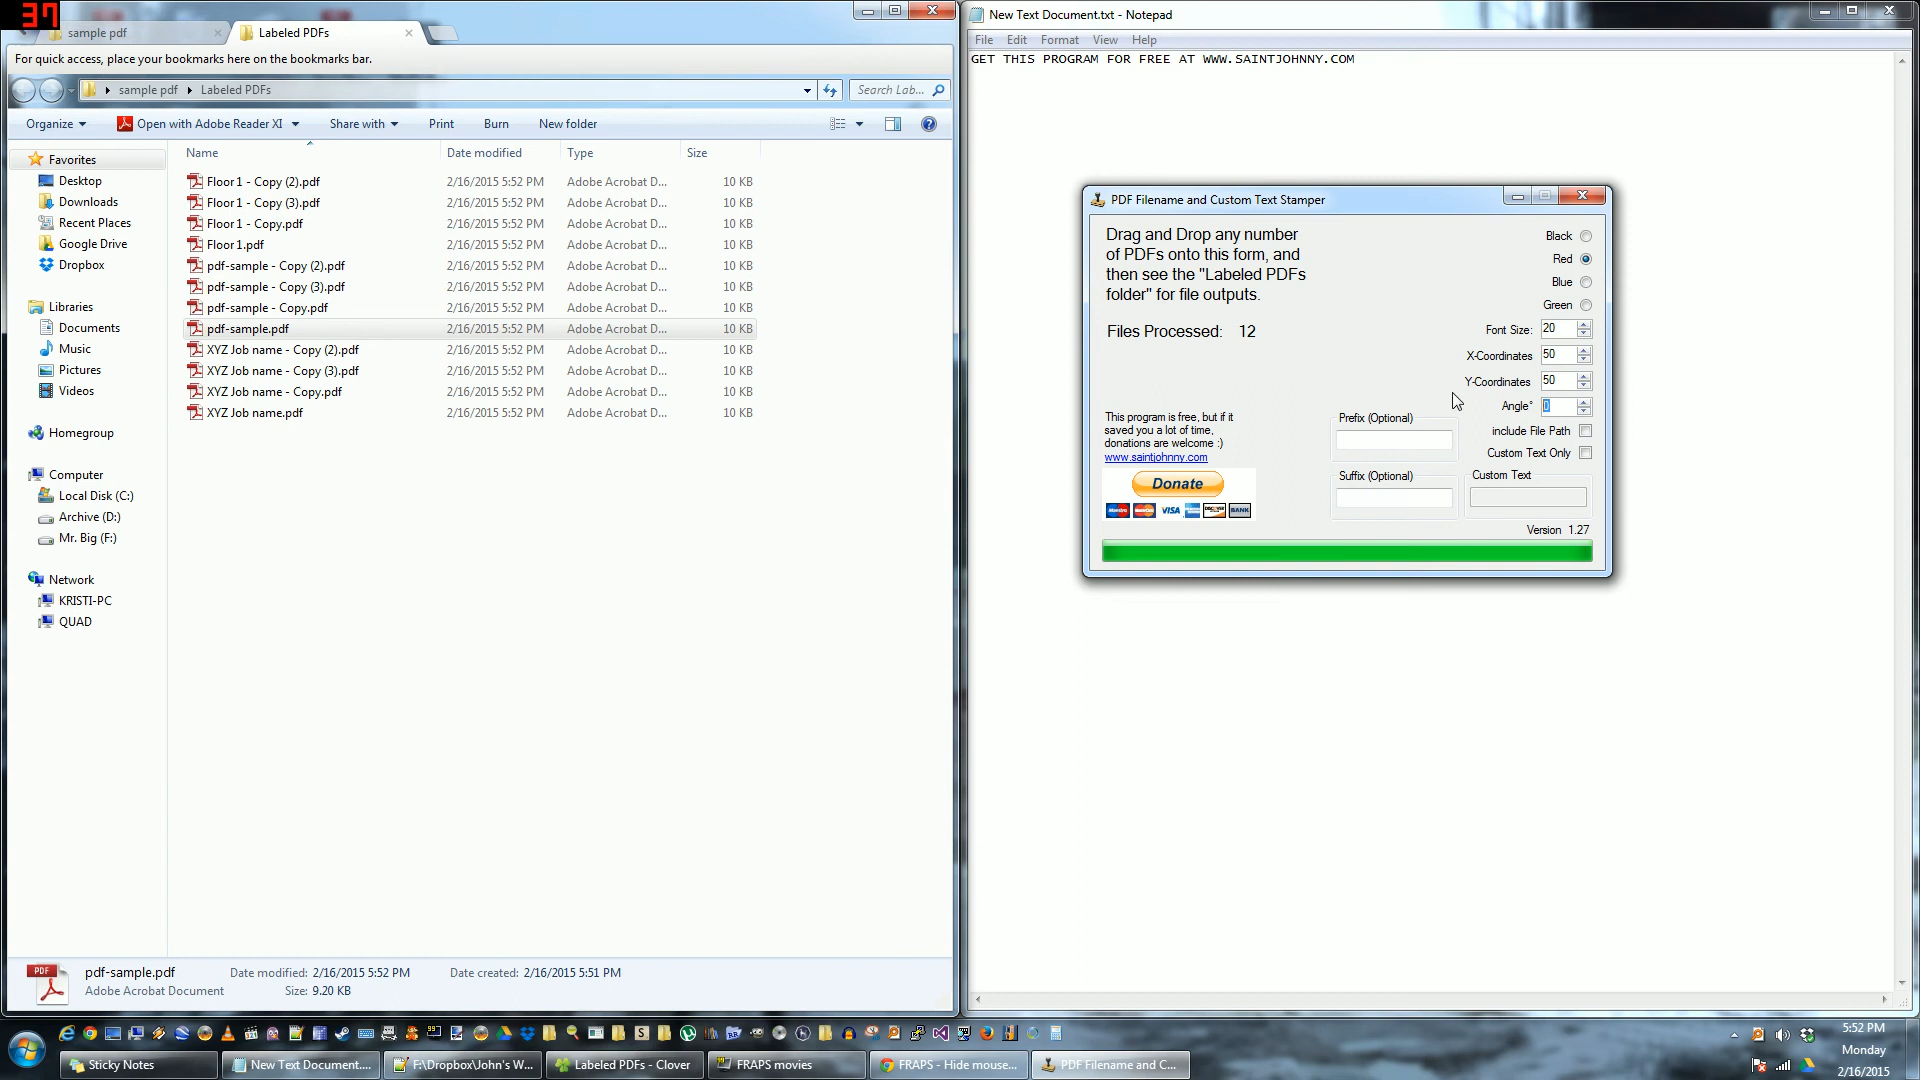 37
sample pdf
Labeled PDFs
For quick access, place your bookmarks here on the bookmarks bar.
sample pdf
Labeled PDFs
Search Lab...
Organize
Open with Adobe Reader XI
Share with
Print
Burn
New folder
Favorites
Desktop
Downloads
Recent Places
Google Drive
Dropbox
Libraries
Documents
Music
Pictures
Videos
Homegroup
Computer
Local Disk (C:)
Archive (D:)
Mr. Big (F:)
Network
KRISTI-PC
QUAD
Name Date modified Type Size
Floor 1 - Copy (2).pdf 2/16/2015 5:52 PM Adobe Acrobat D... 10 KB
Floor 1 - Copy (3).pdf 2/16/2015 5:52 PM Adobe Acrobat D... 10 KB
Floor 1 - Copy.pdf 2/16/2015 5:52 PM Adobe Acrobat D... 10 KB
Floor 1.pdf 2/16/2015 5:52 PM Adobe Acrobat D... 10 KB
pdf-sample - Copy (2).pdf 2/16/2015 5:52 PM Adobe Acrobat D... 10 KB
pdf-sample - Copy (3).pdf 2/16/2015 5:52 PM Adobe Acrobat D... 10 KB
pdf-sample - Copy.pdf 2/16/2015 5:52 PM Adobe Acrobat D... 10 KB
pdf-sample.pdf 2/16/2015 5:52 PM Adobe Acrobat D... 10 KB
XYZ Job name - Copy (2).pdf 2/16/2015 5:52 PM Adobe Acrobat D... 10 KB
XYZ Job name - Copy (3).pdf 2/16/2015 5:52 PM Adobe Acrobat D... 10 KB
XYZ Job name - Copy.pdf 2/16/2015 5:52 PM Adobe Acrobat D... 10 KB
XYZ Job name.pdf 2/16/2015 5:52 PM Adobe Acrobat D... 10 KB
PDF
pdf-sample.pdf Date modified: 2/16/2015 5:52 PM Date created: 2/16/2015 5:51 PM
Adobe Acrobat Document Size: 9.20 KB
New Text Document.txt - Notepad
File Edit Format View Help
GET THIS PROGRAM FOR FREE AT WWW.SAINTJOHNNY.COM
PDF Filename and Custom Text Stamper
Drag and Drop any number
of PDFs onto this form, and
then see the "Labeled PDFs
folder" for file outputs.
Files Processed: 12
Black
Red
Blue
Green
Font Size: 20
X-Coordinates 50
Y-Coordinates 50
Angle° 0
include File Path
Custom Text Only
This program is free, but if it
saved you a lot of time,
donations are welcome :)
www.saintjohnny.com
Donate
VISA
BANK
Prefix (Optional)
Suffix (Optional)
Custom Text
Version 1.27
Sticky Notes
New Text Document....
F:\Dropbox\John's W...
Labeled PDFs - Clover
FRAPS movies
FRAPS - Hide mouse...
PDF Filename and C...
5:52 PM
Monday
2/16/2015